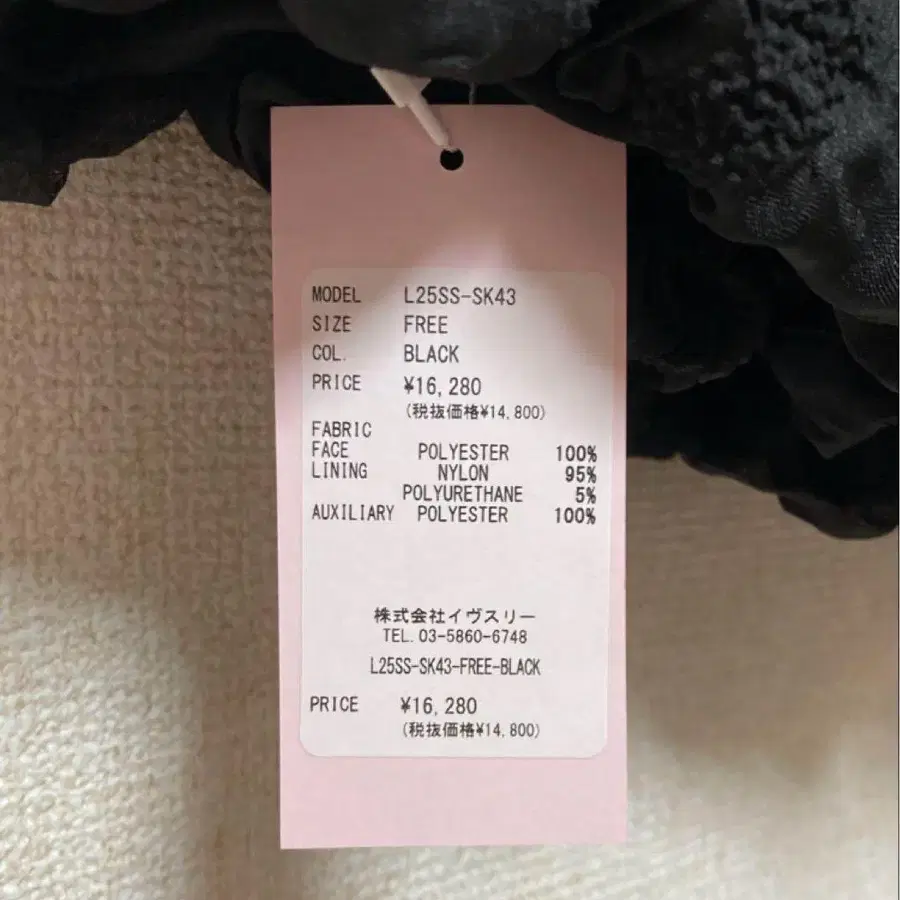 MODEL L25SS-SK43
SIZE FREE
COL. BLACK
PRICE ¥16,280
(税抜価格¥14,800)
FABRIC
FACE POLYESTER 100%
LINING NYLON 95%
POLYURETHANE 5%
AUXILIARY POLYESTER 100%
株式会社イヴスリー
TEL.03-5860-6748
L25SS-SK43-FREE-BLACK
PRICE ¥16,280
(税抜価格¥14,800)